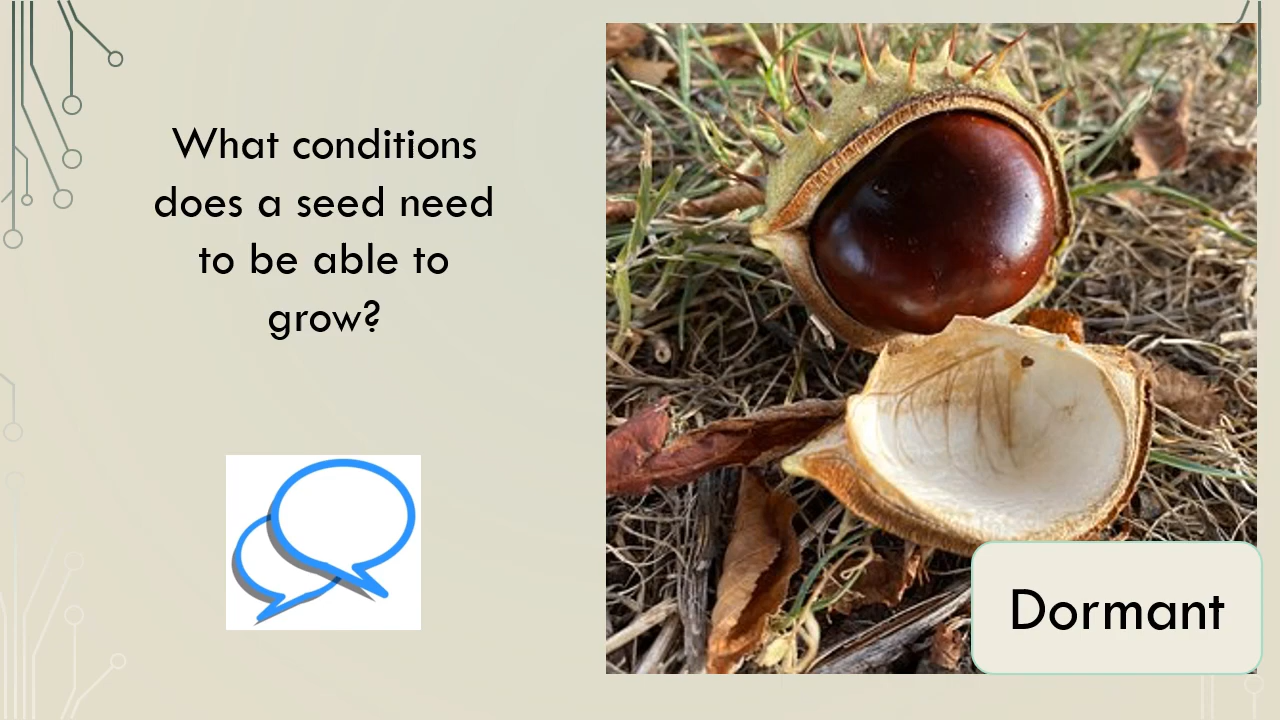 What conditions
does a seed need
to be able to
grow?
Dormant